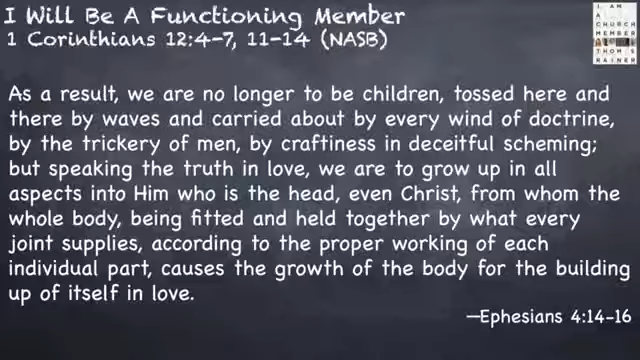 I Will Be A Functioning Member
1 Corinthians 12:4-7, 11-14 (NASB)
I AM
A
CHURCH
MEMBER
THOM S
RAINER
As a result, we are no longer to be children, tossed here and
there by waves and carried about by every wind of doctrine,
by the trickery of men, by craftiness in deceitful scheming;
but speaking the truth in love, we are to grow up in all
aspects into Him who is the head, even Christ, from whom the
whole body, being fitted and held together by what every
joint supplies, according to the proper working of each
individual part, causes the growth of the body for the building
up of itself in love.
—Ephesians 4:14-16